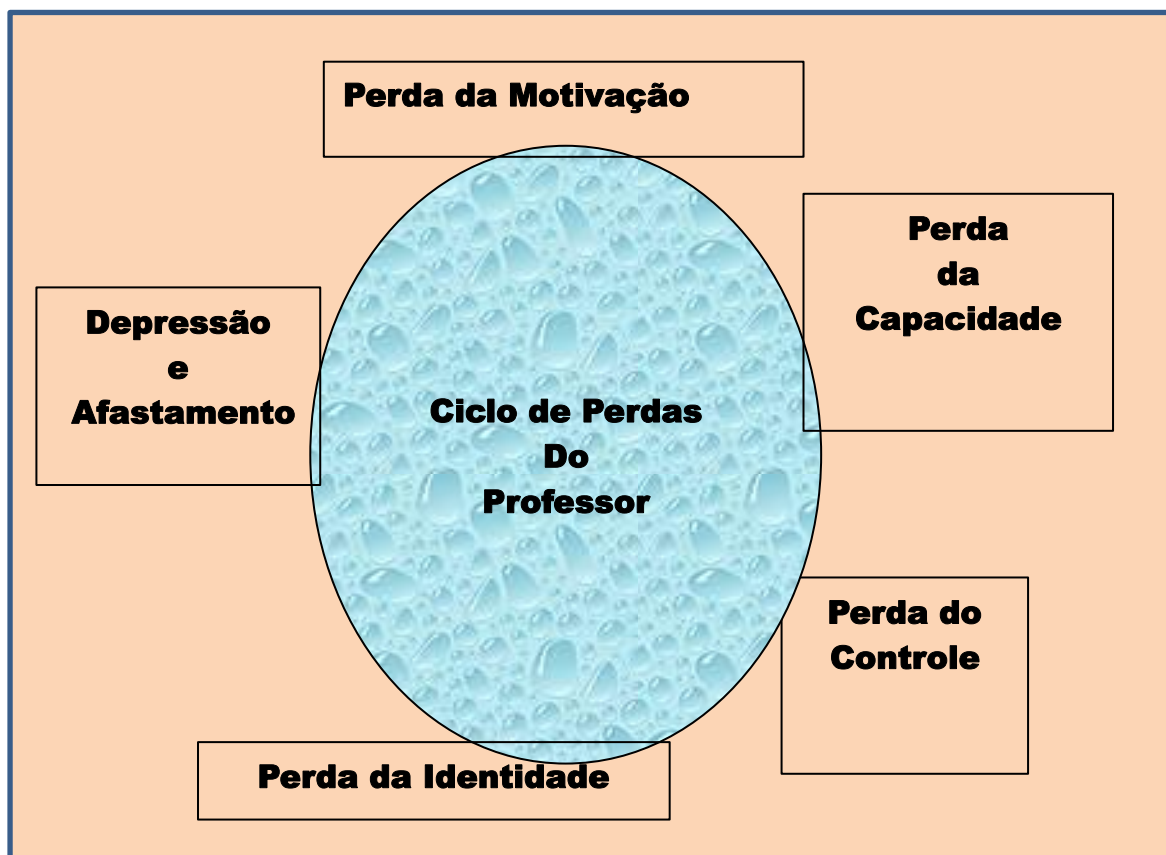 Perda da Motivação
Perda
da
Capacidade
Depressão
e
Afastamento
Ciclo de Perdas
Do
Professor
Perda do
Controle
Perda da Identidade